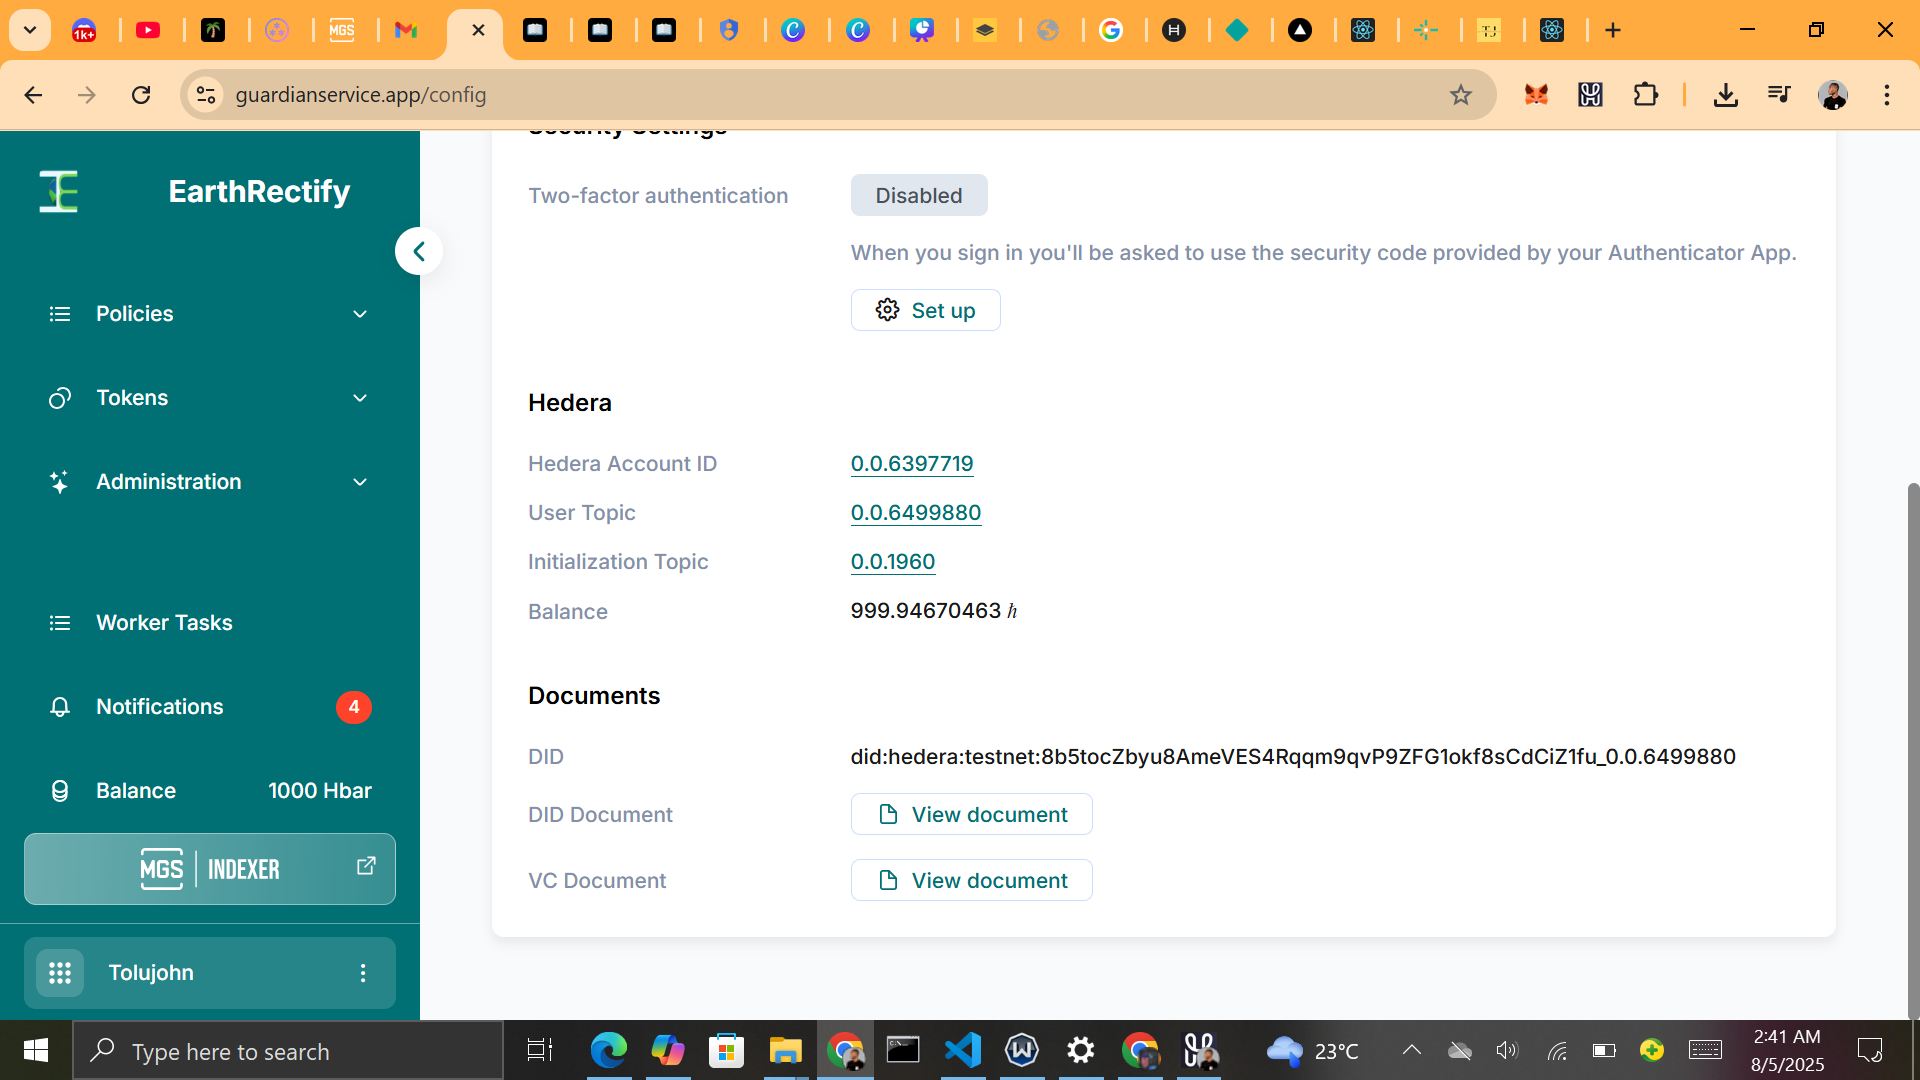 1k+
MGS
guardianservice.app/config
EarthRectify
Policies
Tokens
Administration
Worker Tasks
Notifications
4
Balance
1000 Hbar
MGS | INDEXER
Tolujohn
Security Settings
Two-factor authentication
Disabled
When you sign in you'll be asked to use the security code provided by your Authenticator App.
Set up
Hedera
Hedera Account ID
0.0.6397719
User Topic
0.0.6499880
Initialization Topic
0.0.1960
Balance
999.94670463 ℏ
Documents
DID
did:hedera:testnet:8b5tocZbyu8AmeVES4Rqqm9qvP9ZFG1okf8sCdCiZ1fu_0.0.6499880
DID Document
View document
VC Document
View document
Type here to search
23°C
2:41 AM
8/5/2025